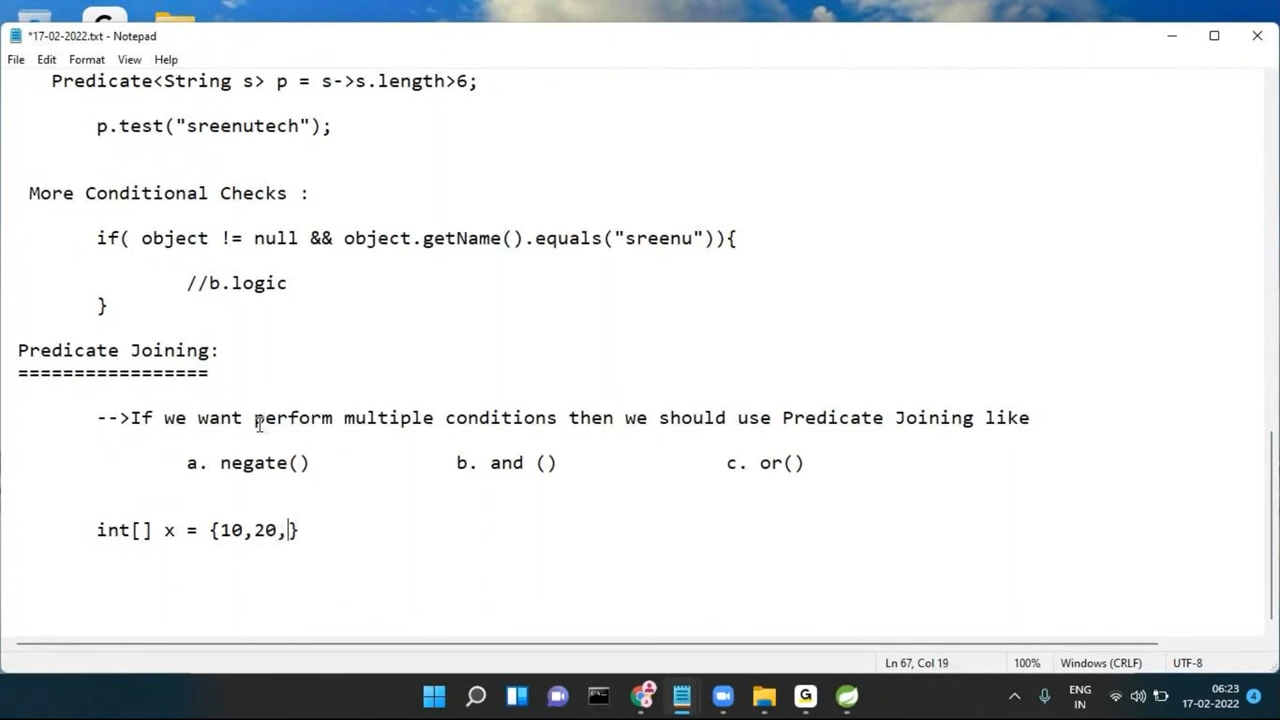 *17-02-2022.txt - Notepad
File Edit Format View Help
Predicate<String s> p = s->s.length>6;
p.test("sreenutech");
More Conditional Checks :
if( object != null && object.getName().equals("sreenu")){
//b.logic
}
Predicate Joining:
=================
-->If we want perform multiple conditions then we should use Predicate Joining like
a. negate() b. and () c. or()
int[] x = {10,20,}
Ln 67, Col 19 100% Windows (CRLF) UTF-8
ENG 06:23
IN 17-02-2022 4